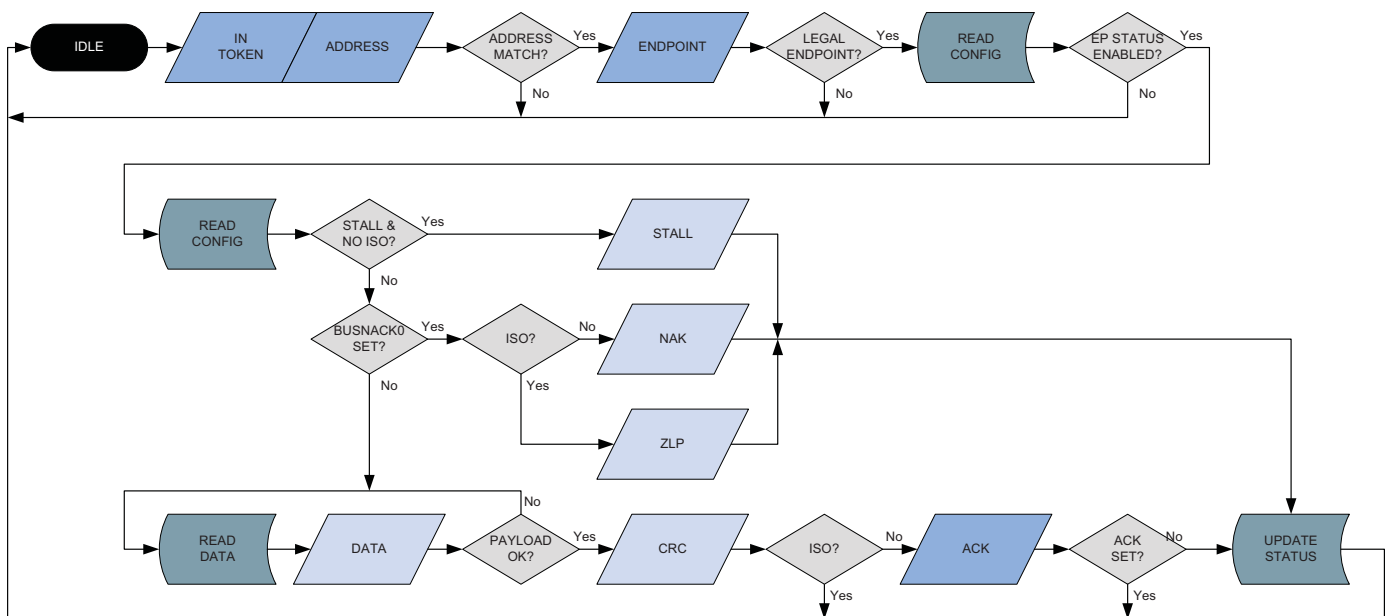 IDLE
IN
TOKEN
ADDRESS
ADDRESS
MATCH?
Yes
No
ENDPOINT
LEGAL
ENDPOINT?
Yes
No
READ
CONFIG
EP STATUS
ENABLED?
Yes
No
READ
CONFIG
STALL &
NO ISO?
Yes
No
STALL
BUSNACK0
SET?
Yes
No
ISO?
No
Yes
NAK
ZLP
READ
DATA
DATA
PAYLOAD
OK?
No
Yes
CRC
ISO?
No
Yes
ACK
ACK
SET?
No
Yes
UPDATE
STATUS